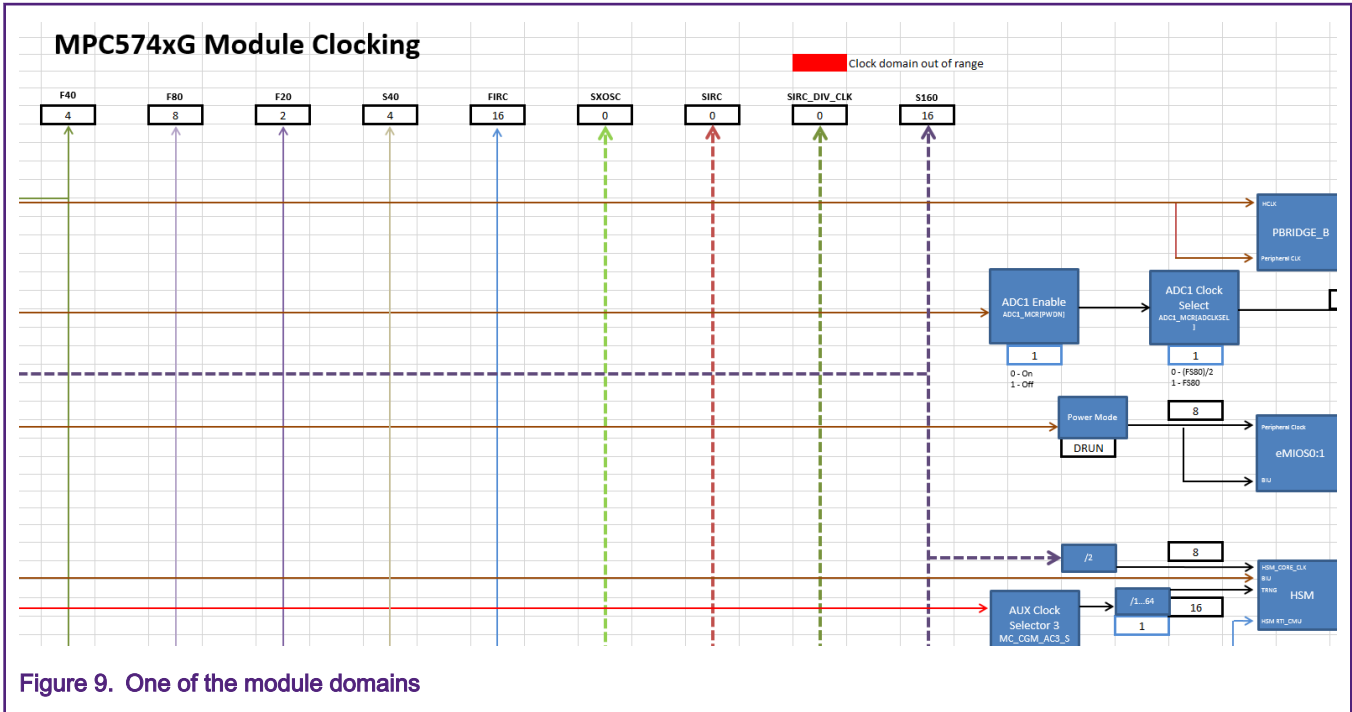 MPC574xG Module Clocking
Clock domain out of range
F40 F80 F20 S40 FIRC SXOSC SIRC SIRC_DIV_CLK S160
4 8 2 4 16 0 0 0 16
HCLK
PBRIDGE_B
Peripheral CLK
ADC1 Enable
ADC1_MCR[PWDN]
1
0 - On
1 - Off
ADC1 Clock
Select
ADC1_MCR[ADCLKSEL
]
1
0 - (FS80)/2
1 - FS80
Power Mode
DRUN
8
Peripheral Clock
eMIOS0:1
BIU
/2
8
HSM_CORE_CLK
BIU
TRNG
HSM
HSM RTI_CMU
AUX Clock
Selector 3
MC_CGM_AC3_S
/1...64
1
16
Figure 9. One of the module domains